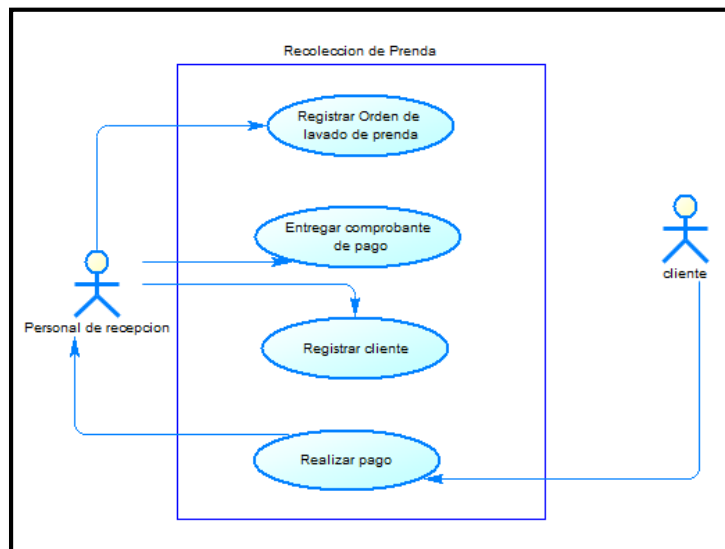 Recoleccion de Prenda
Registrar Orden de
lavado de prenda
Entregar comprobante
de pago
cliente
Personal de recepcion
Registrar cliente
Realizar pago